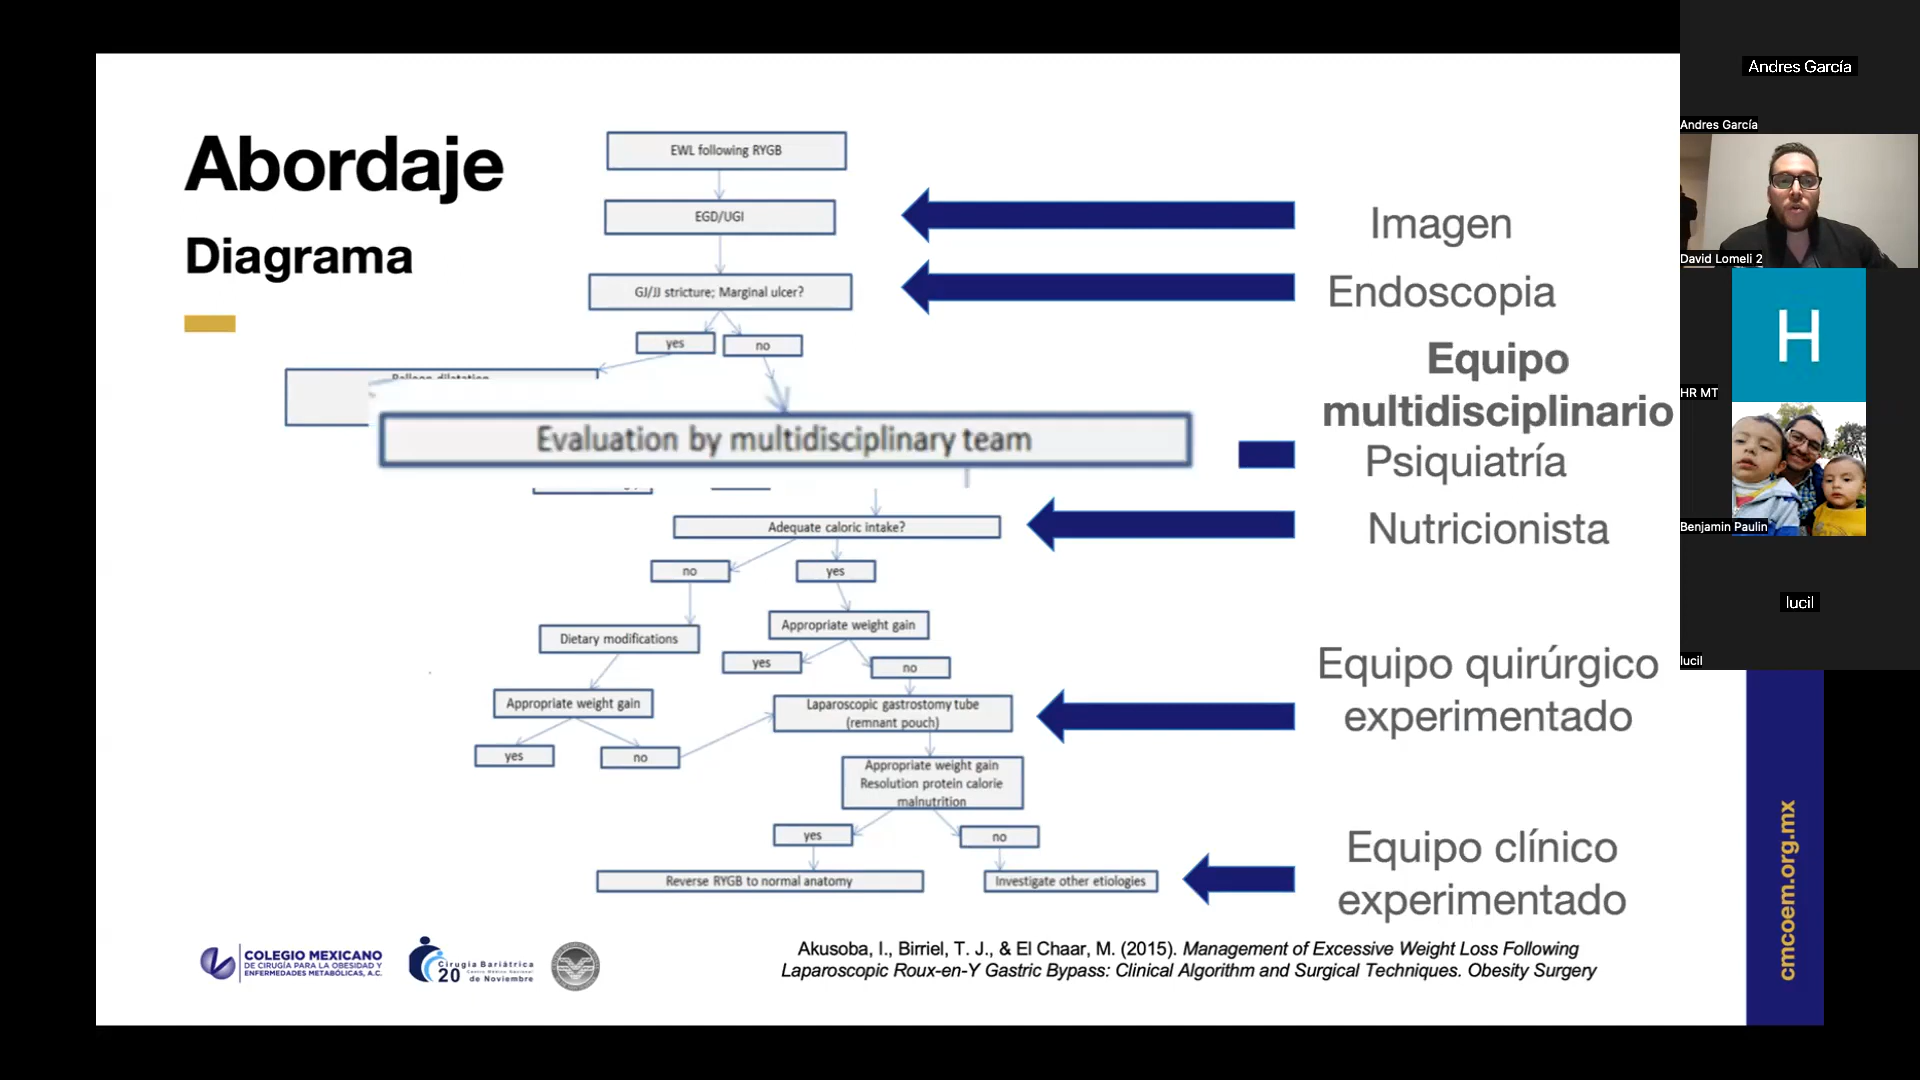 Abordaje
Diagrama
EWL following RYGB
EGD/UGI
GJ/JJ stricture; Marginal ulcer?
yes
no
Balloon dilatation
Evaluation by multidisciplinary team
Adequate caloric intake?
no
yes
Dietary modifications
Appropriate weight gain
yes
no
Appropriate weight gain
yes
no
Laparoscopic gastrostomy tube
(remnant pouch)
Appropriate weight gain
Resolution protein calorie
malnutrition
yes
no
Reverse RYGB to normal anatomy
Investigate other etiologies
Imagen
Endoscopia
Equipo
multidisciplinario
Psiquiatría
Nutricionista
Equipo quirúrgico
experimentado
Equipo clínico
experimentado
COLEGIO MEXICANO
DE CIRUGÍA PARA LA OBESIDAD Y
ENFERMEDADES METABÓLICAS, A.C.
Cirugía Bariátrica
Centro Médico Nacional
20 de Noviembre
Akusoba, I., Birriel, T. J., & El Chaar, M. (2015). Management of Excessive Weight Loss Following
Laparoscopic Roux-en-Y Gastric Bypass: Clinical Algorithm and Surgical Techniques. Obesity Surgery
cmcoem.org.mx
Andres García
Andres García
David Lomeli 2
H
HR MT
Benjamin Paulin
lucil
lucil